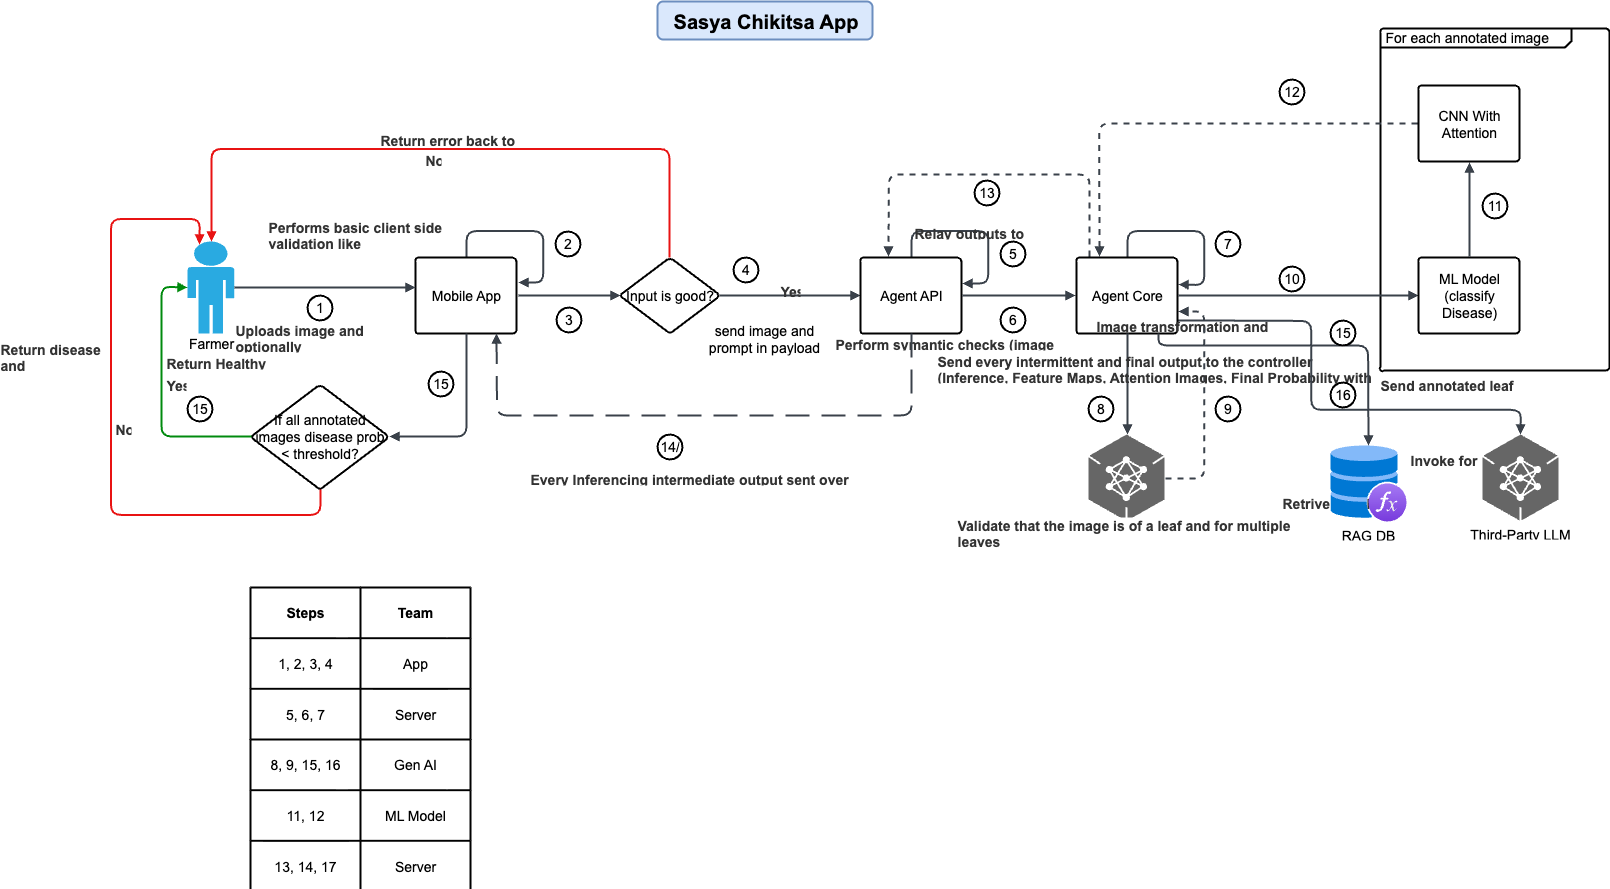 Sasya Chikitsa App
For each annotated image
12
CNN With
Attention
Return error back to
No
13
11
Performs basic client side
validation like
2
4
Relay outputs to
5
7
10
Mobile App
Input is good?
Yes
Agent API
Agent Core
ML Model
(classify
Disease)
1
3
6
Image transformation and
15
Farmer
Uploads image and
optionally
send image and
prompt in payload
Perform symantic checks (image
Return disease
and
Return Healthy
Yes
Send every intermittent and final output to the controller
(Inference, Feature Maps, Attention Images, Final Probability with
Send annotated leaf
15
15
16
8
9
No
If all annotated
images disease prob
< threshold?
14/
Every Inferencing intermediate output sent over
Invoke for
Retrive
fx
Validate that the image is of a leaf and for multiple
leaves
RAG DB
Third-Party LLM
Steps Team
1, 2, 3, 4 App
5, 6, 7 Server
8, 9, 15, 16 Gen AI
11, 12 ML Model
13, 14, 17 Server